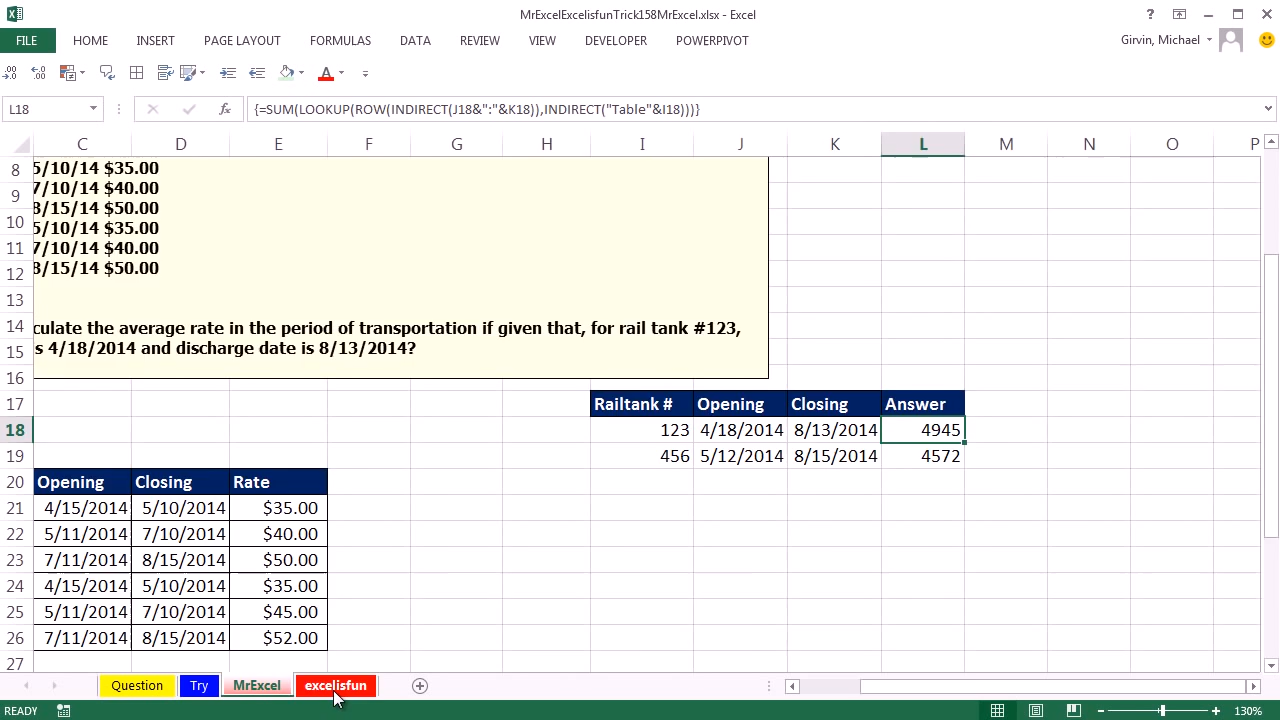 MrExcelExcelisfunTrick158MrExcel.xlsx - Excel
FILE HOME INSERT PAGE LAYOUT FORMULAS DATA REVIEW VIEW DEVELOPER POWERPIVOT Girvin, Michael
L18 {=SUM(LOOKUP(ROW(INDIRECT(J18&":"&K18)),INDIRECT("Table"&I18)))}
C D E F G H I J K L M N O P
8 5/10/14 $35.00
9 7/10/14 $40.00
10 8/15/14 $50.00
11 5/10/14 $35.00
7/10/14 $40.00
12 8/15/14 $50.00
13
14 culate the average rate in the period of transportation if given that, for rail tank #123,
15 s 4/18/2014 and discharge date is 8/13/2014?
16
17 Railtank # Opening Closing Answer
18 123 4/18/2014 8/13/2014 4945
19 456 5/12/2014 8/15/2014 4572
20 Opening Closing Rate
21 4/15/2014 5/10/2014 $35.00
22 5/11/2014 7/10/2014 $40.00
23 7/11/2014 8/15/2014 $50.00
24 4/15/2014 5/10/2014 $35.00
25 5/11/2014 7/10/2014 $45.00
26 7/11/2014 8/15/2014 $52.00
27
Question Try MrExcel excelisfun
READY 130%